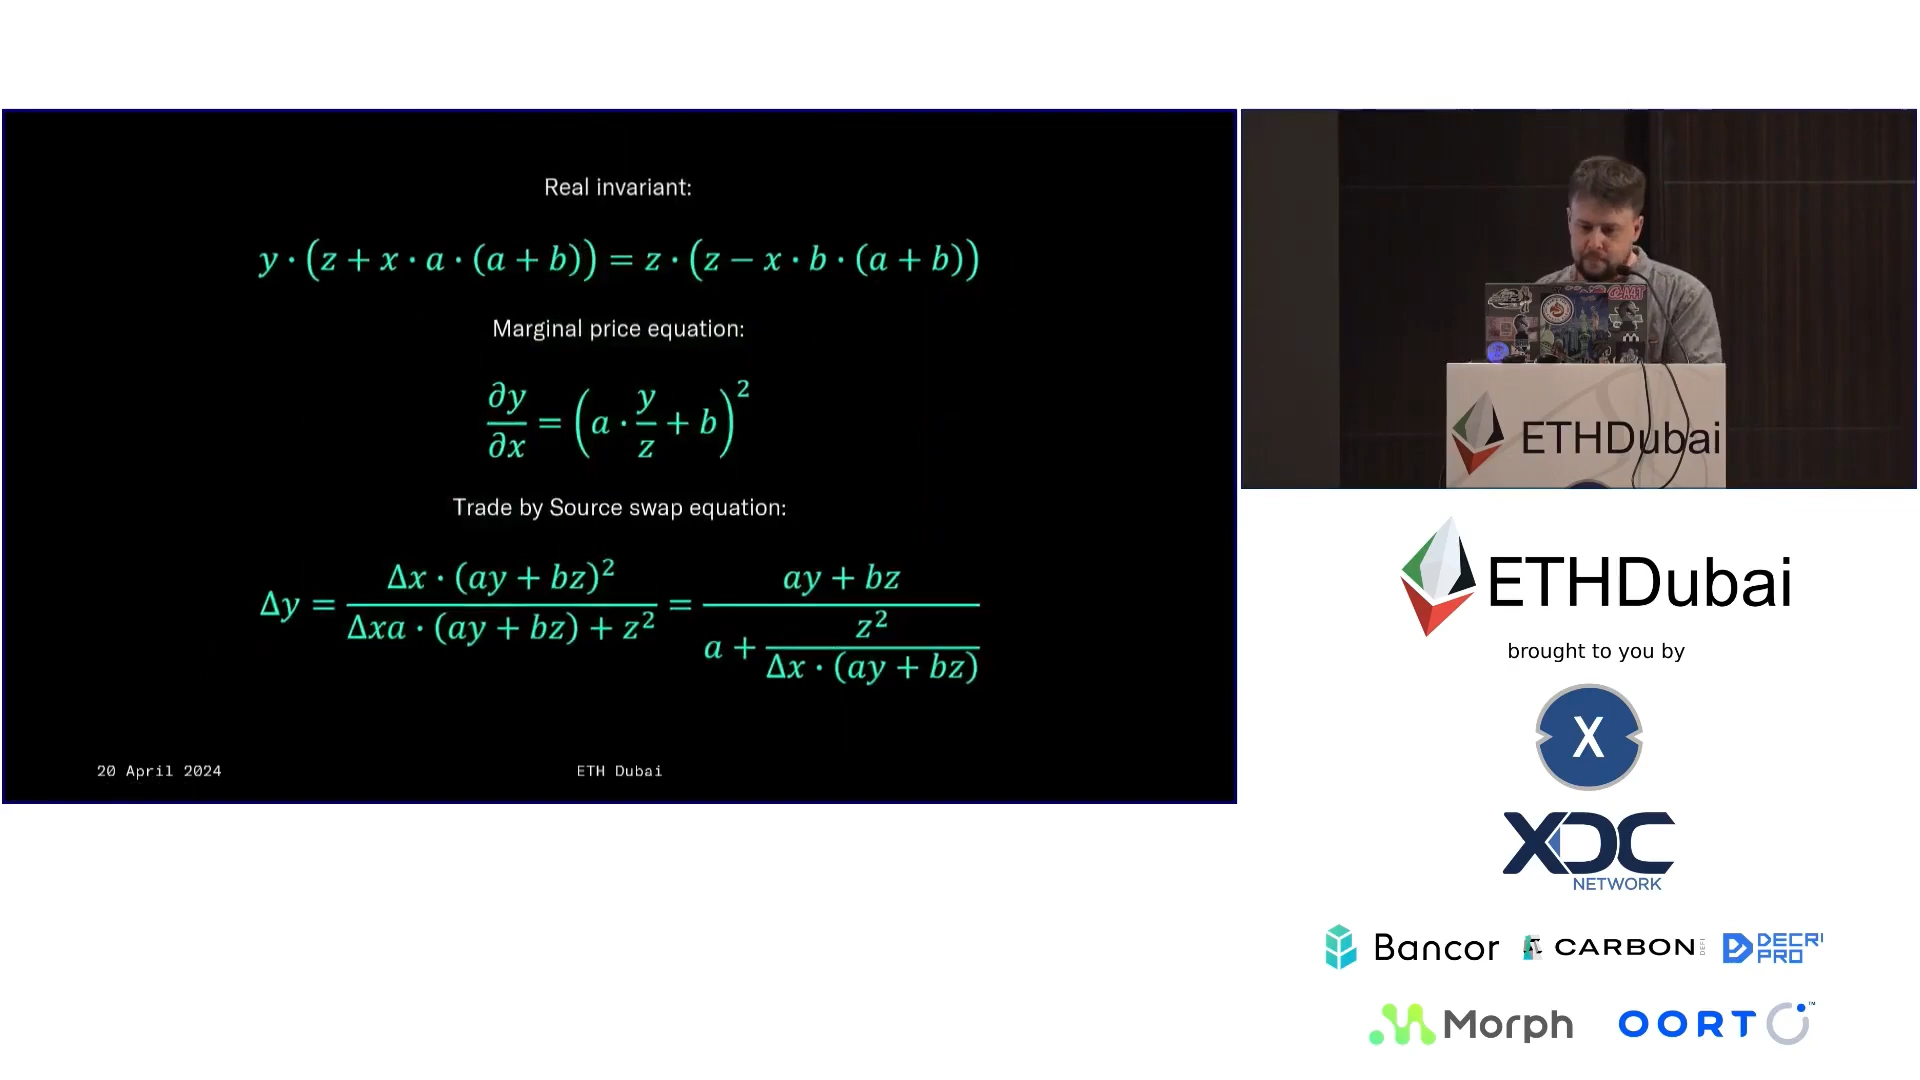 Real invariant:
y · (z + x · a · (a + b)) = z · (z − x · b · (a + b))
Marginal price equation:
∂y/∂x = (a · y/z + b)²
Trade by Source swap equation:
Δy = Δx · (ay + bz)² / (Δxa · (ay + bz) + z²) = (ay + bz) / (a + z² / (Δx · (ay + bz)))
20 April 2024
ETH Dubai
ETHDubai
ETHDubai
brought to you by
X
XDC
NETWORK
Bancor
CARBON
DECRI
PRO
Morph
OORT
™